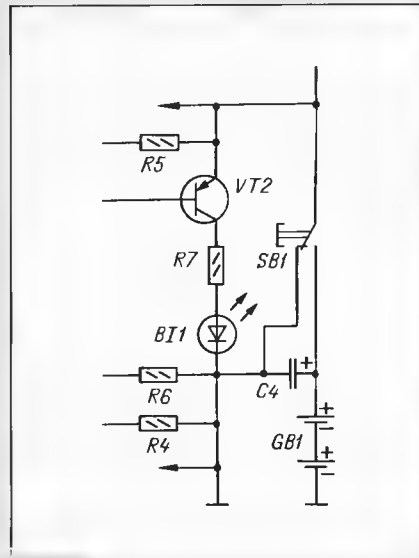 R5
VT2
R7
SB1
BI1
+
C4
R6
+
−
GB1
R4
+
−